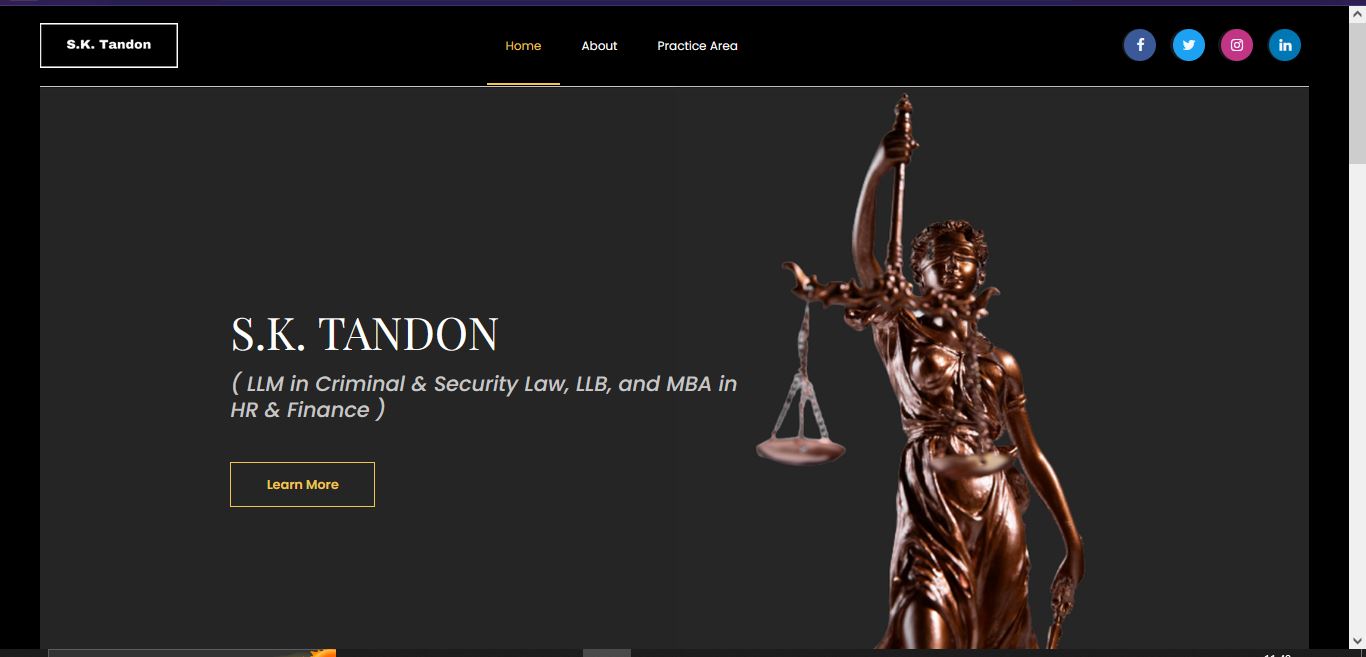 S.K. Tandon
Home
About
Practice Area
S.K. TANDON
( LLM in Criminal & Security Law, LLB, and MBA in
HR & Finance )
Learn More